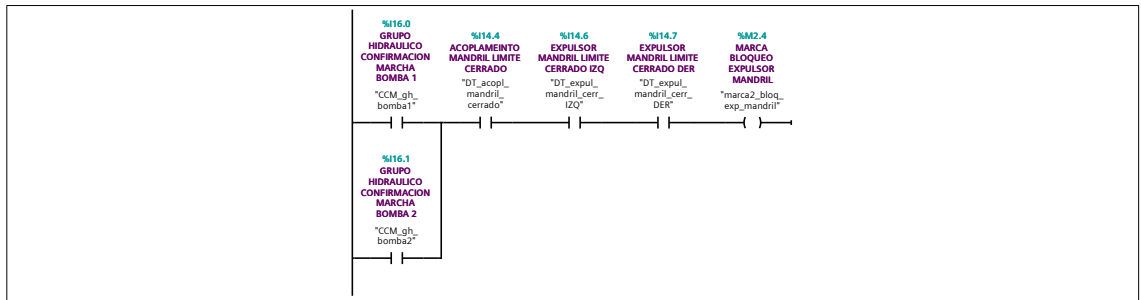 %I16.0
GRUPO
HIDRAULICO
CONFIRMACION
MARCHA
BOMBA 1
"CCM_gh_
bomba1"
%I14.4
ACOPLAMEINTO
MANDRIL LIMITE
CERRADO
"DT_acopl_
mandril_
cerrado"
%I14.6
EXPULSOR
MANDRIL LIMITE
CERRADO IZQ
"DT_expul_
mandril_cerr_
IZQ"
%I14.7
EXPULSOR
MANDRIL LIMITE
CERRADO DER
"DT_expul_
mandril_cerr_
DER"
%M2.4
MARCA
BLOQUEO
EXPULSOR
MANDRIL
"marca2_bloq_
exp_mandril"
%I16.1
GRUPO
HIDRAULICO
CONFIRMACION
MARCHA
BOMBA 2
"CCM_gh_
bomba2"